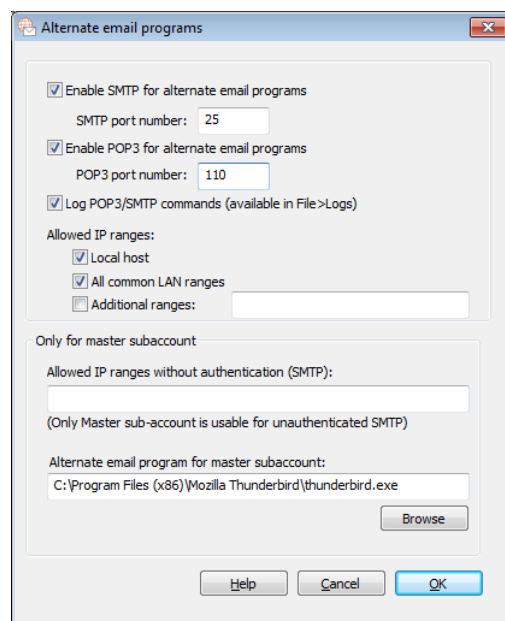 Alternate email programs
Enable SMTP for alternate email programs
SMTP port number: 25
Enable POP3 for alternate email programs
POP3 port number: 110
Log POP3/SMTP commands (available in File>Logs)
Allowed IP ranges:
Local host
All common LAN ranges
Additional ranges:
Only for master subaccount
Allowed IP ranges without authentication (SMTP):
(Only Master sub-account is usable for unauthenticated SMTP)
Alternate email program for master subaccount:
C:\Program Files (x86)\Mozilla Thunderbird\thunderbird.exe
Browse
Help Cancel OK